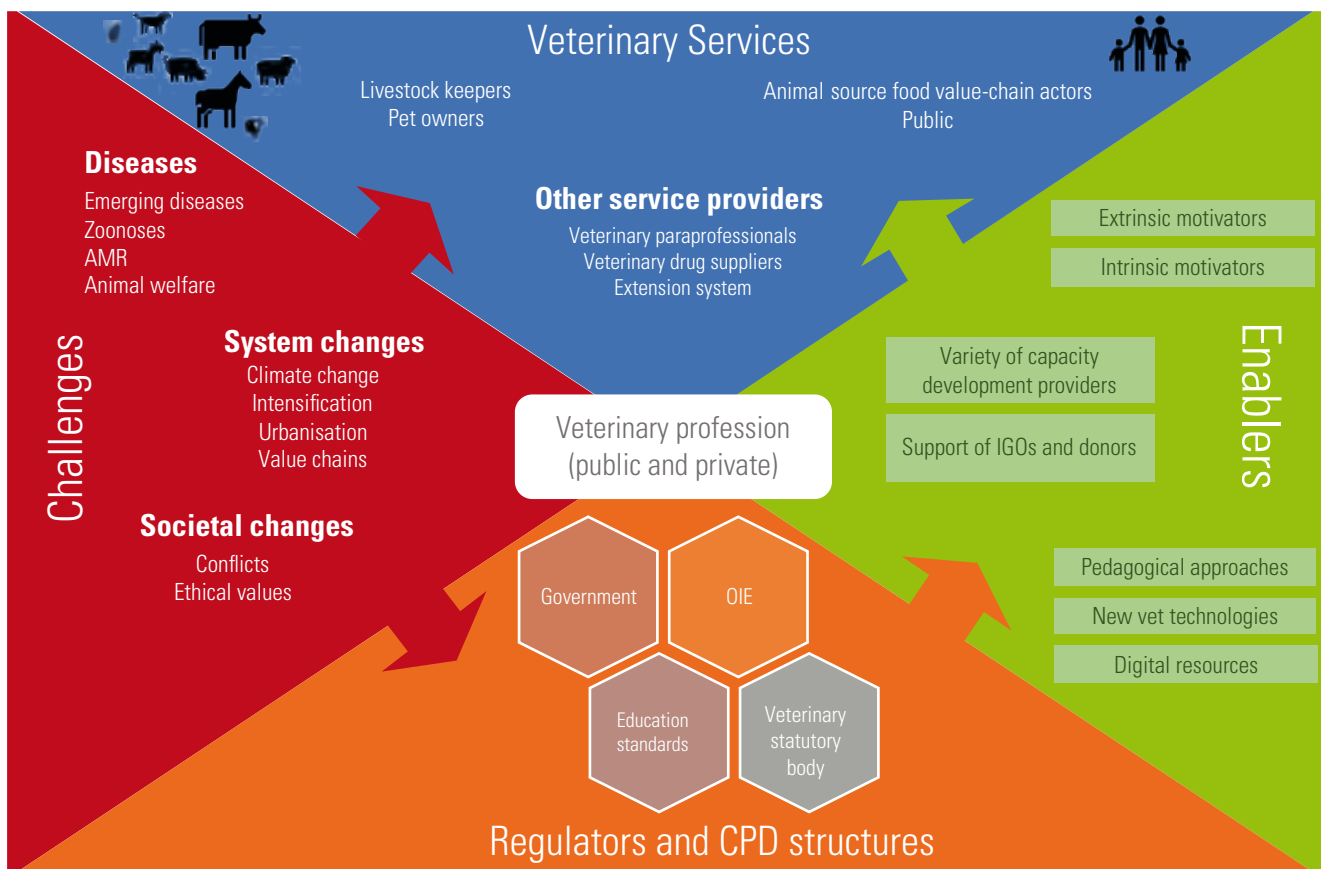 Veterinary Services
Livestock keepers
Pet owners
Animal source food value-chain actors
Public
Other service providers
Veterinary paraprofessionals
Veterinary drug suppliers
Extension system
Challenges
Diseases
Emerging diseases
Zoonoses
AMR
Animal welfare
System changes
Climate change
Intensification
Urbanisation
Value chains
Societal changes
Conflicts
Ethical values
Veterinary profession
(public and private)
Enablers
Extrinsic motivators
Intrinsic motivators
Variety of capacity
development providers
Support of IGOs and donors
Pedagogical approaches
New vet technologies
Digital resources
Government
OIE
Education
standards
Veterinary
statutory
body
Regulators and CPD structures